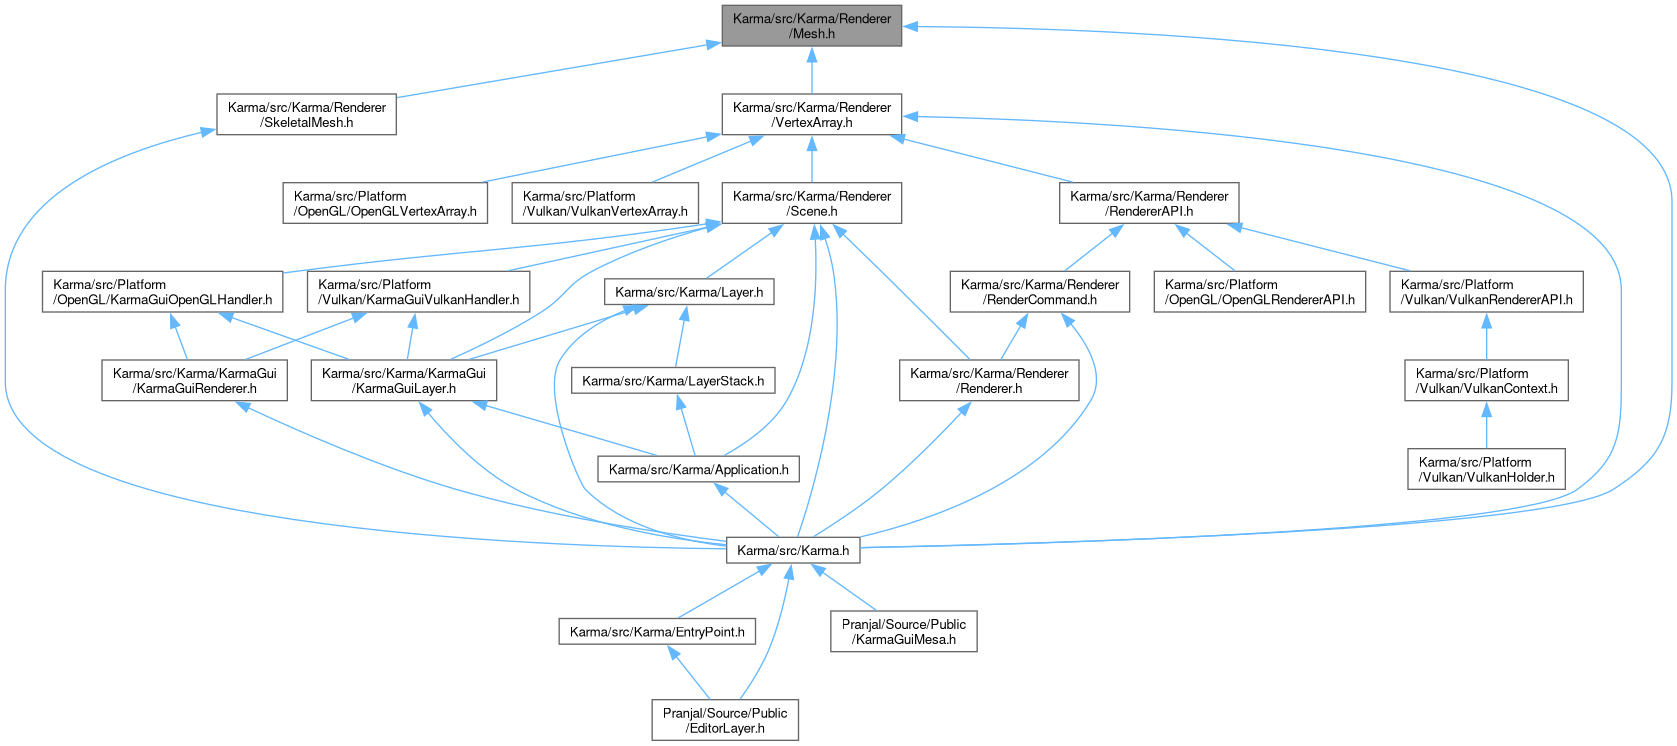 Karma/src/Karma/Renderer
/Mesh.h
Karma/src/Karma/Renderer
/SkeletalMesh.h
Karma/src/Karma/Renderer
/VertexArray.h
Karma/src/Platform
/OpenGL/OpenGLVertexArray.h
Karma/src/Platform
/Vulkan/VulkanVertexArray.h
Karma/src/Karma/Renderer
/Scene.h
Karma/src/Karma/Renderer
/RendererAPI.h
Karma/src/Platform
/OpenGL/KarmaGuiOpenGLHandler.h
Karma/src/Platform
/Vulkan/KarmaGuiVulkanHandler.h
Karma/src/Karma/Layer.h
Karma/src/Karma/Renderer
/RenderCommand.h
Karma/src/Platform
/OpenGL/OpenGLRendererAPI.h
Karma/src/Platform
/Vulkan/VulkanRendererAPI.h
Karma/src/Karma/KarmaGui
/KarmaGuiRenderer.h
Karma/src/Karma/KarmaGui
/KarmaGuiLayer.h
Karma/src/Karma/LayerStack.h
Karma/src/Karma/Renderer
/Renderer.h
Karma/src/Platform
/Vulkan/VulkanContext.h
Karma/src/Karma/Application.h
Karma/src/Platform
/Vulkan/VulkanHolder.h
Karma/src/Karma.h
Karma/src/Karma/EntryPoint.h
Pranjal/Source/Public
/KarmaGuiMesa.h
Pranjal/Source/Public
/EditorLayer.h